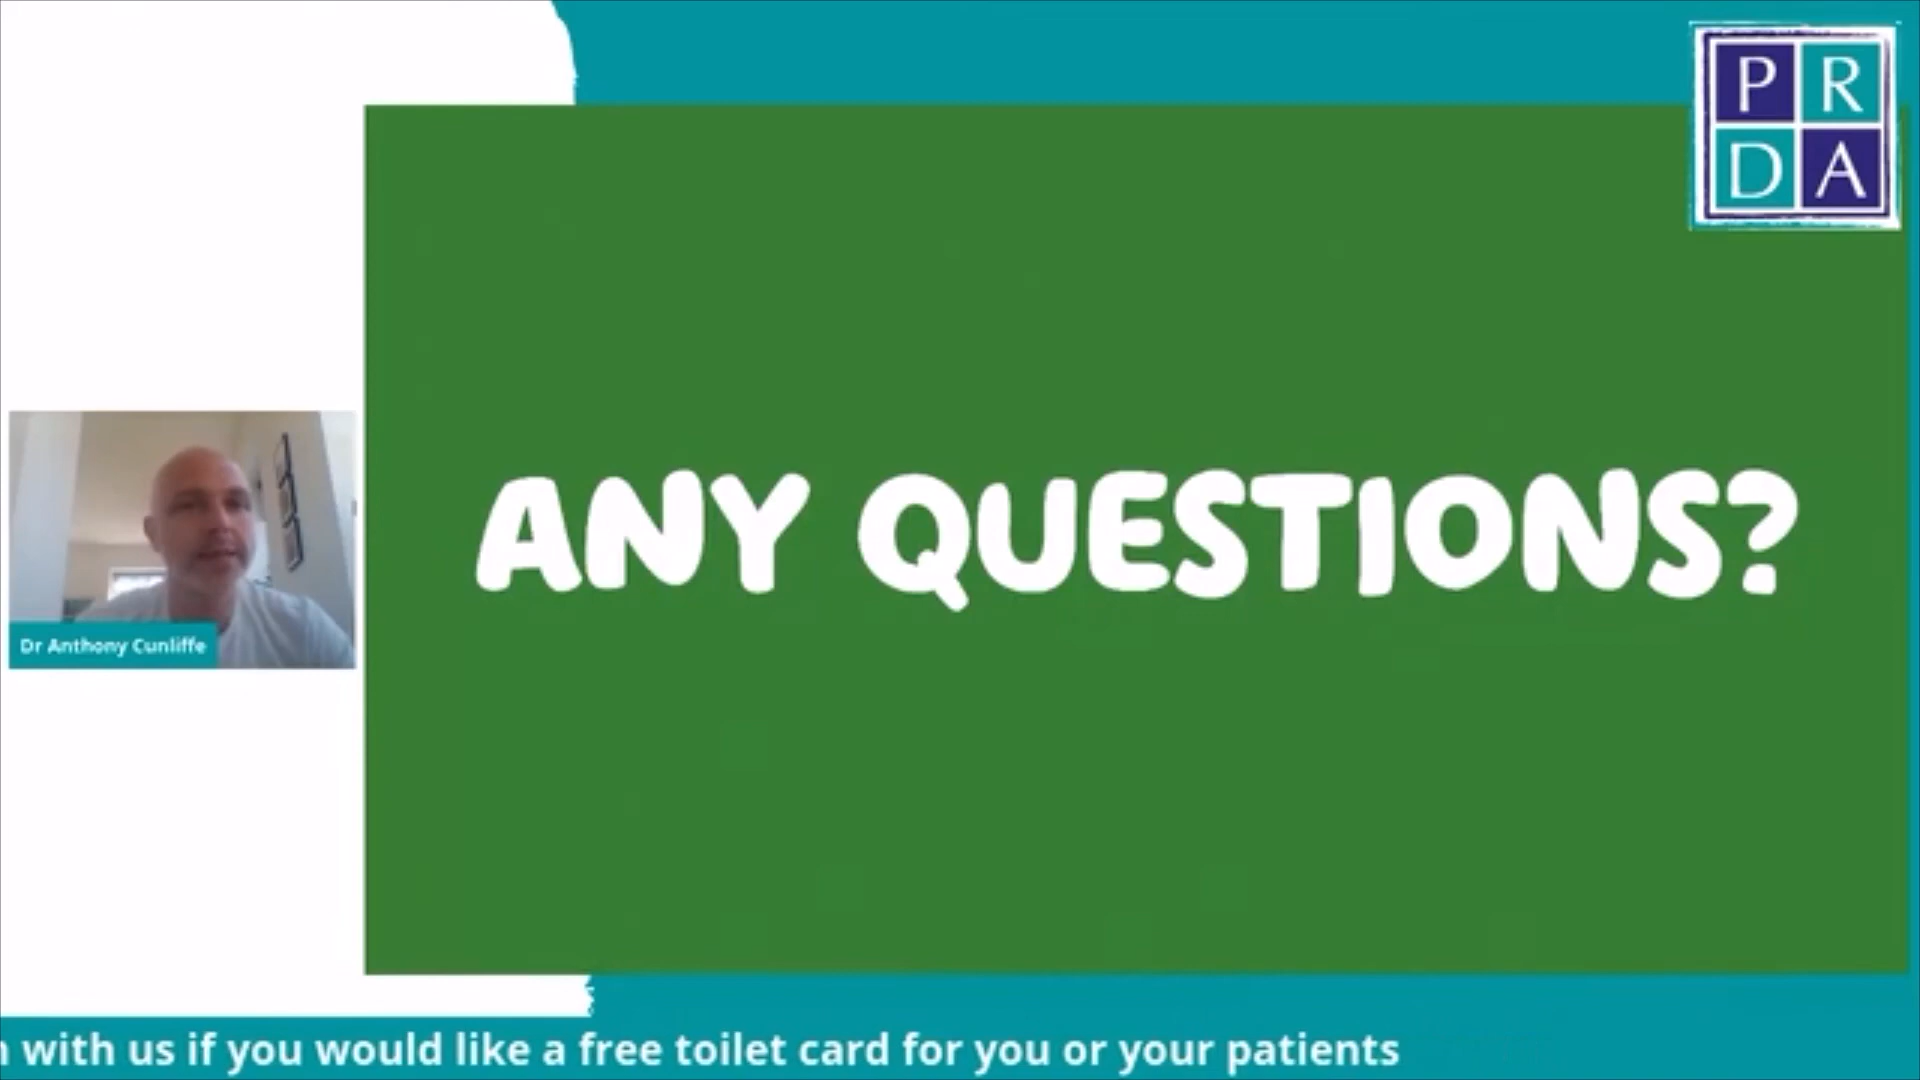 P R
D A
ANY QUESTIONS?
Dr Anthony Cunliffe
with us if you would like a free toilet card for you or your patients